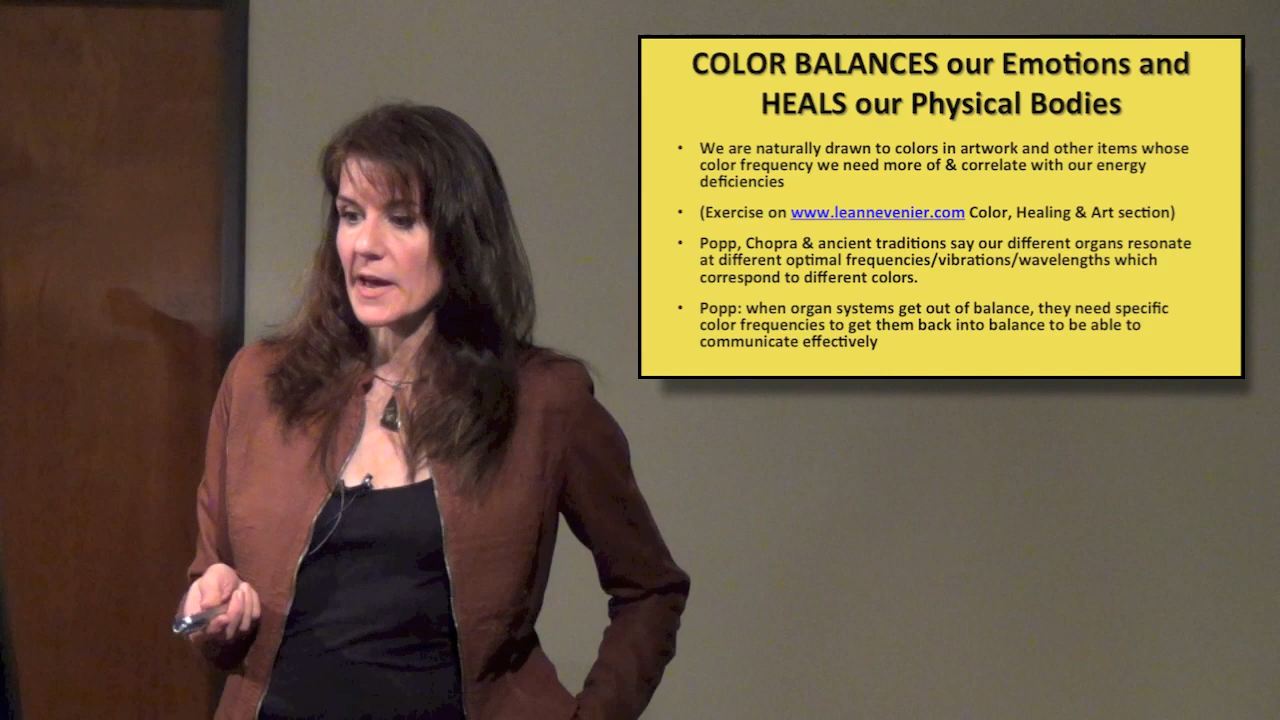 COLOR BALANCES our Emotions and
HEALS our Physical Bodies
• We are naturally drawn to colors in artwork and other items whose
color frequency we need more of & correlate with our energy
deficiencies
• (Exercise on www.leannevenier.com Color, Healing & Art section)
• Popp, Chopra & ancient traditions say our different organs resonate
at different optimal frequencies/vibrations/wavelengths which
correspond to different colors.
• Popp: when organ systems get out of balance, they need specific
color frequencies to get them back into balance to be able to
communicate effectively